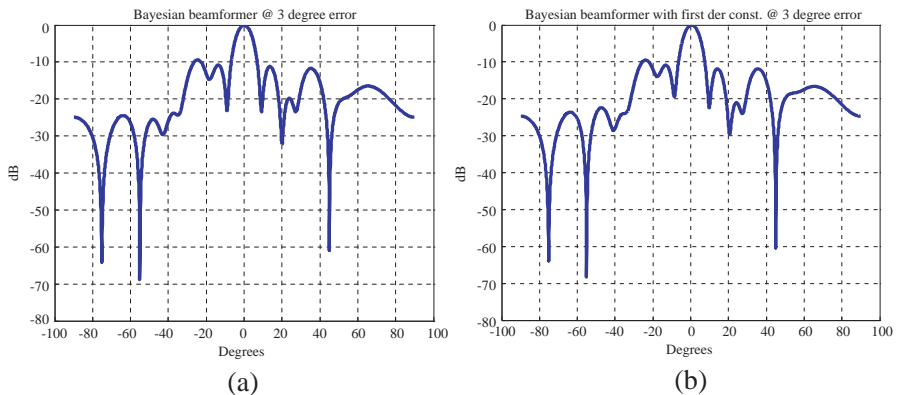 Bayesian beamformer @ 3 degree error
0
-10
-20
-30
-40
-50
-60
-70
-80
dB
-100 -80 -60 -40 -20 0 20 40 60 80 100
Degrees
(a)
Bayesian beamformer with first der const. @ 3 degree error
0
-10
-20
-30
-40
-50
-60
-70
-80
dB
-100 -80 -60 -40 -20 0 20 40 60 80 100
Degrees
(b)